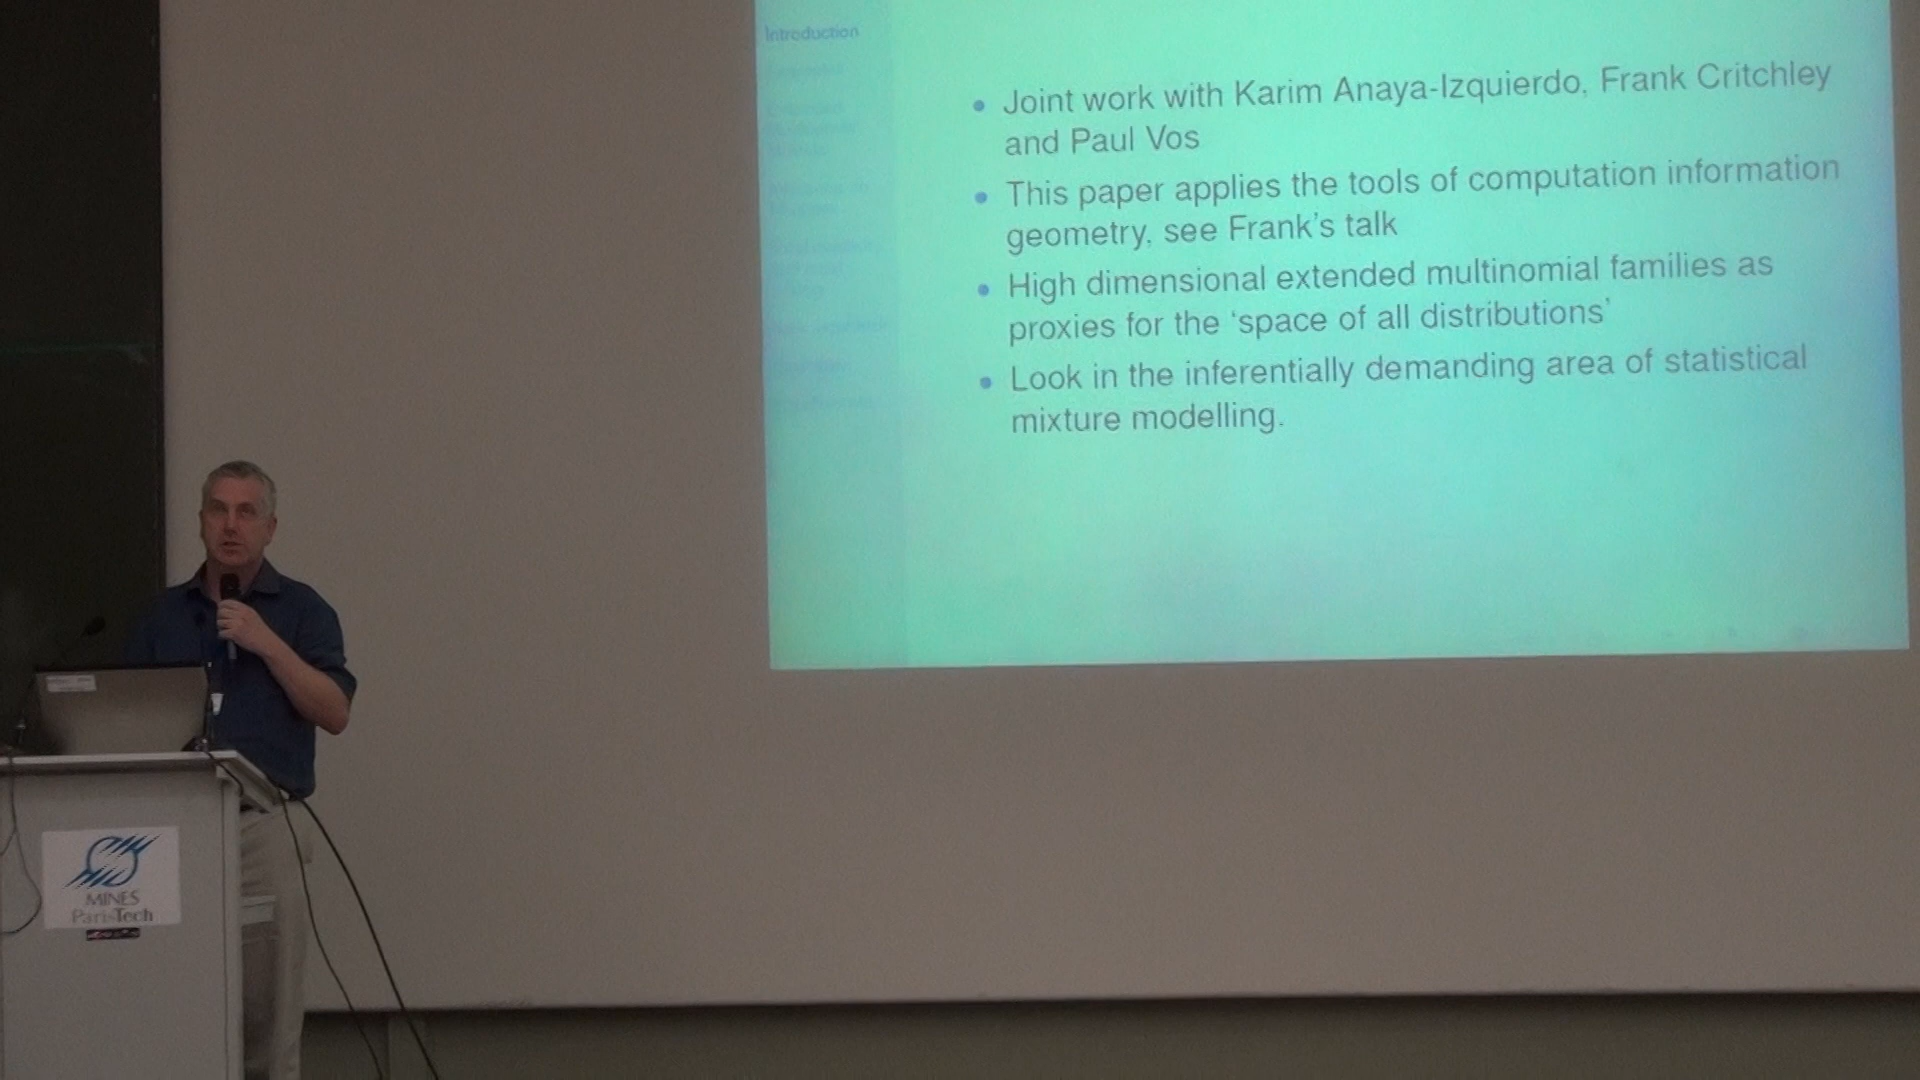 Introduction
Joint work with Karim Anaya-Izquierdo, Frank Critchley
and Paul Vos
This paper applies the tools of computation information
geometry, see Frank's talk
High dimensional extended multinomial families as
proxies for the ‘space of all distributions’
Look in the inferentially demanding area of statistical
mixture modelling.
MINES
ParisTech